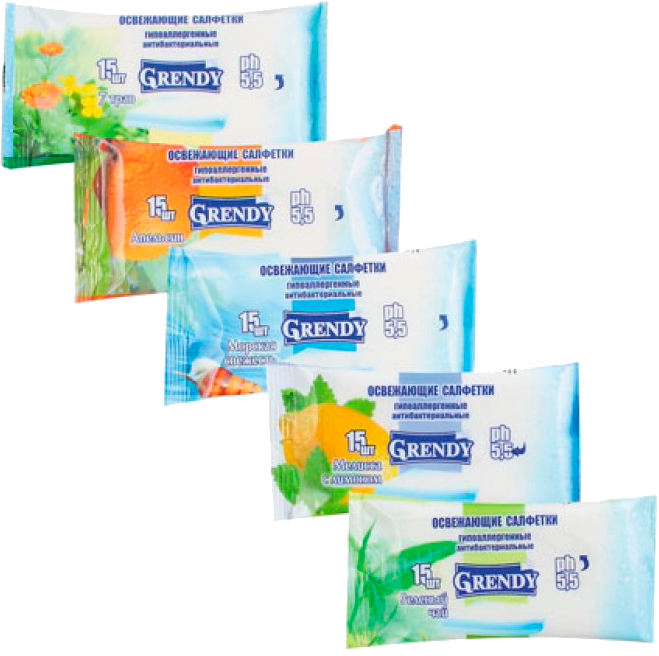 ОСВЕЖАЮЩИЕ САЛФЕТКИ
гипоаллергенные
антибактериальные
15 шт
GRENDY
ph 5,5
7 трав
ОСВЕЖАЮЩИЕ САЛФЕТКИ
гипоаллергенные
антибактериальные
15 шт
GRENDY
ph 5,5
Апельсин
ОСВЕЖАЮЩИЕ САЛФЕТКИ
гипоаллергенные
антибактериальные
15 шт
GRENDY
ph 5,5
Морская
свежесть
ОСВЕЖАЮЩИЕ САЛФЕТКИ
гипоаллергенные
антибактериальные
15 шт
GRENDY
ph 5,5
Мелисса
с лимоном
ОСВЕЖАЮЩИЕ САЛФЕТКИ
гипоаллергенные
антибактериальные
15 шт
GRENDY
ph 5,5
Зеленый
чай